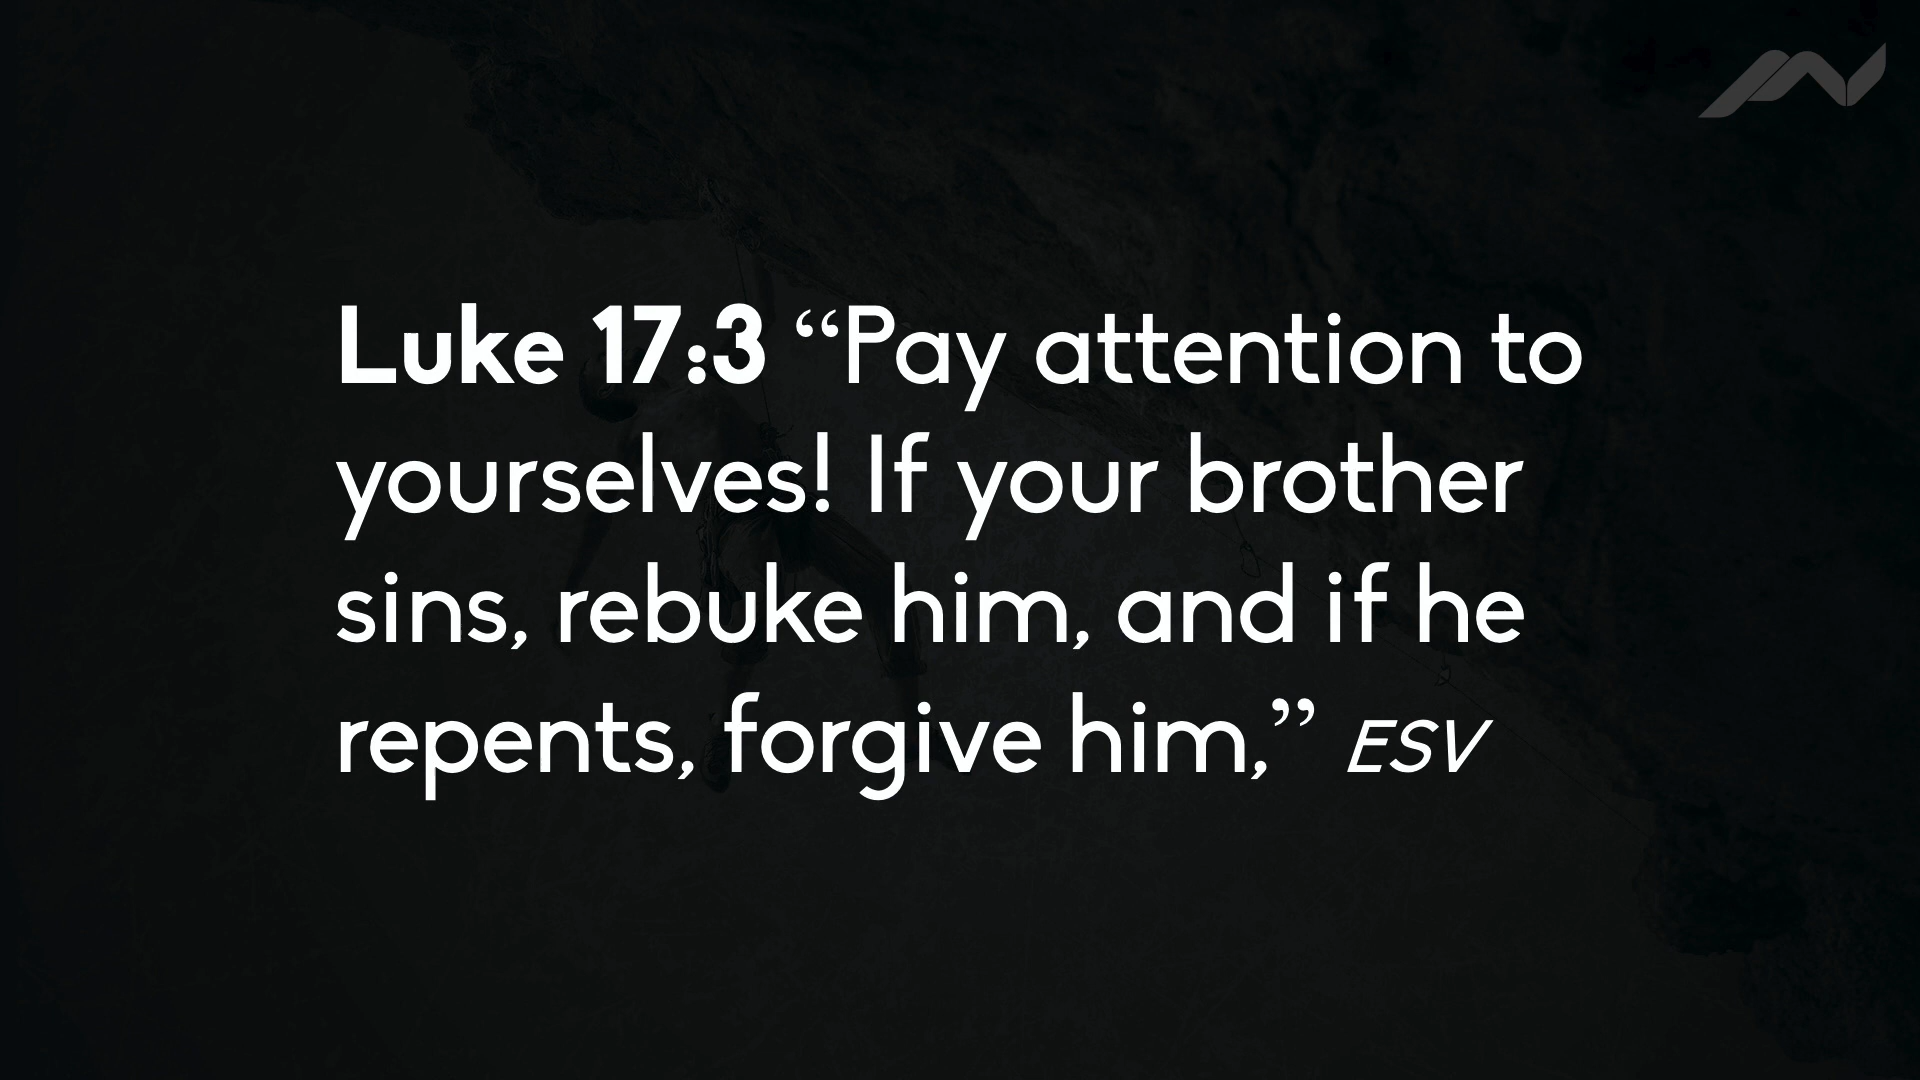 Luke 17:3 “Pay attention to
yourselves! If your brother
sins, rebuke him, and if he
repents, forgive him,” ESV